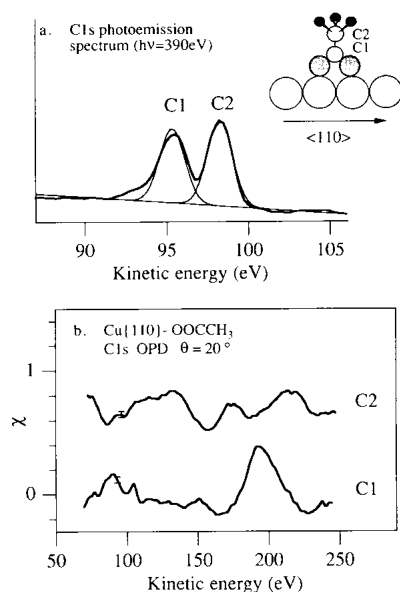 a. C1s photoemission
spectrum (hν=390eV)
C2
C1
<110>
C1 C2
90 95 100 105
Kinetic energy (eV)
b. Cu{110}- OOCCH3
C1s OPD θ = 20°
1
χ
0
C2
C1
50 100 150 200 250
Kinetic energy (eV)